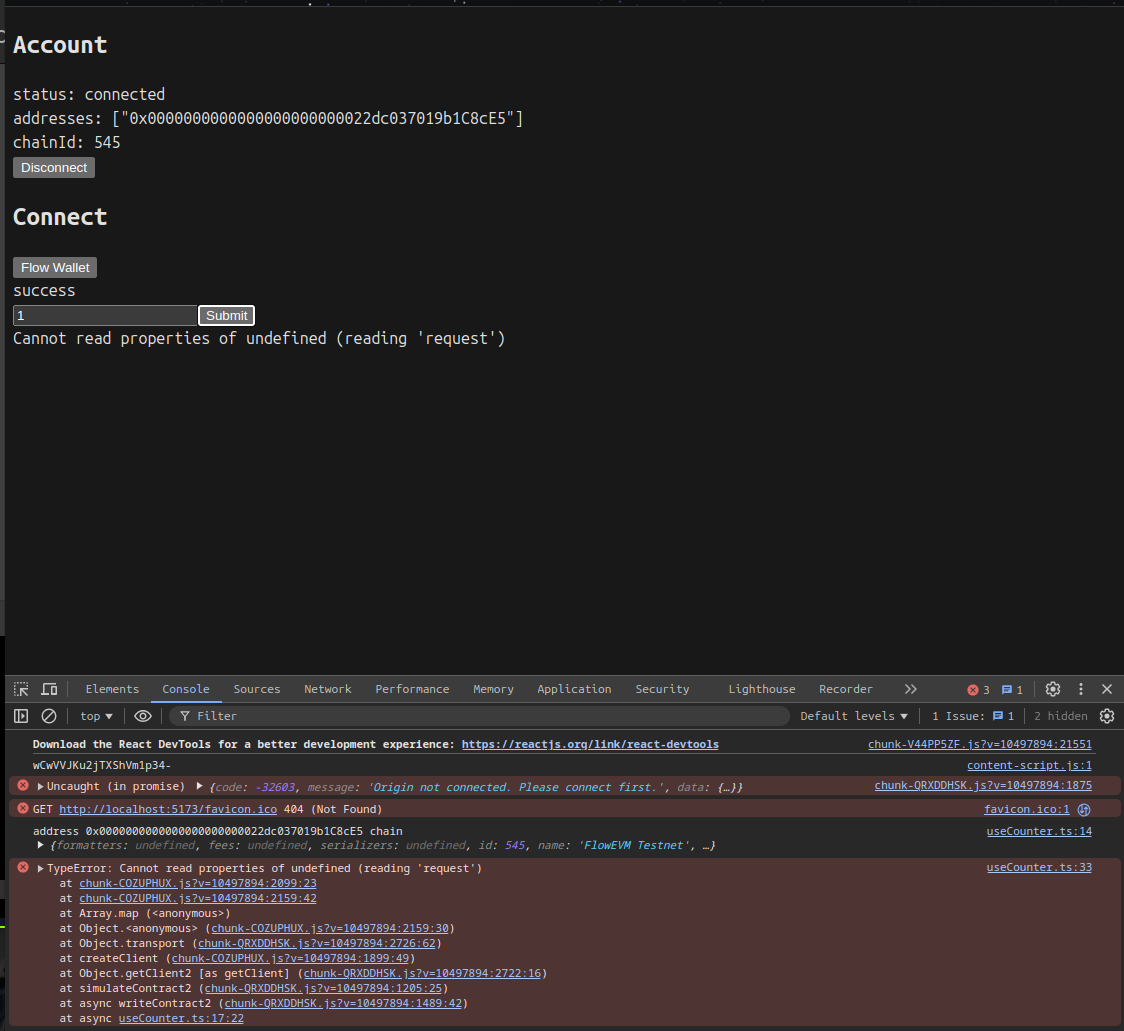 Account
status: connected
addresses: ["0x0000000000000000000000022dc037019b1C8cE5"]
chainId: 545
Disconnect
Connect
Flow Wallet
success
1 Submit
Cannot read properties of undefined (reading 'request')
Elements Console Sources Network Performance Memory Application Security Lighthouse Recorder 3 1
top Filter Default levels 1 Issue: 1 2 hidden
Download the React DevTools for a better development experience: https://reactjs.org/link/react-devtools chunk-V44PP5ZF.js?v=10497894:21551
wCwVVJKu2jTXShVm1p34- content-script.js:1
Uncaught (in promise) {code: -32603, message: 'Origin not connected. Please connect first.', data: {…}} chunk-QRXDDHSK.js?v=10497894:1875
GET http://localhost:5173/favicon.ico 404 (Not Found) favicon.ico:1
address 0x0000000000000000000000022dc037019b1C8cE5 chain useCounter.ts:14
{formatters: undefined, fees: undefined, serializers: undefined, id: 545, name: 'FlowEVM Testnet', …}
TypeError: Cannot read properties of undefined (reading 'request') useCounter.ts:33
at chunk-COZUPHUX.js?v=10497894:2099:23
at chunk-COZUPHUX.js?v=10497894:2159:42
at Array.map (<anonymous>)
at Object.<anonymous> (chunk-COZUPHUX.js?v=10497894:2159:30)
at Object.transport (chunk-QRXDDHSK.js?v=10497894:2726:62)
at createClient (chunk-COZUPHUX.js?v=10497894:1899:49)
at Object.getClient2 [as getClient] (chunk-QRXDDHSK.js?v=10497894:2722:16)
at simulateContract2 (chunk-QRXDDHSK.js?v=10497894:1205:25)
at async writeContract2 (chunk-QRXDDHSK.js?v=10497894:1489:42)
at async useCounter.ts:17:22